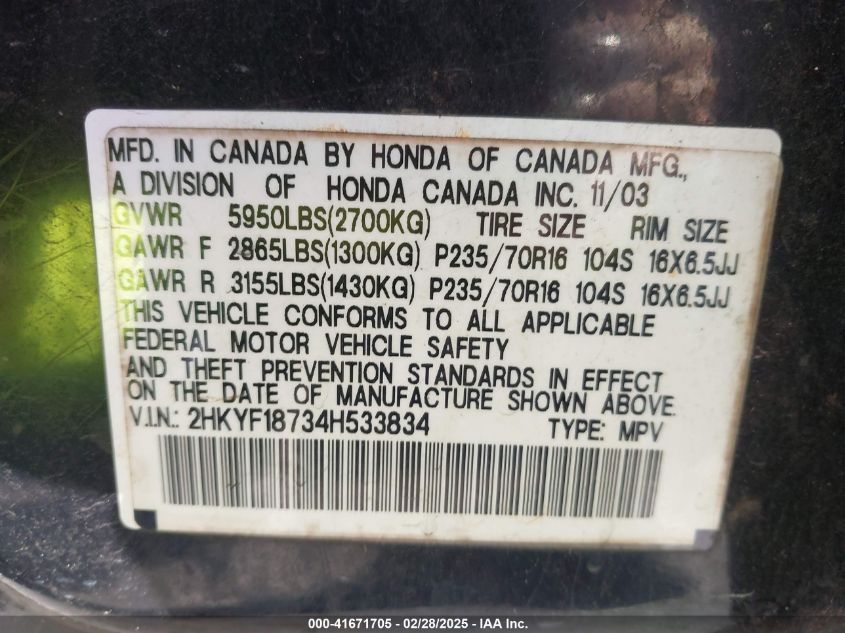 MFD. IN CANADA BY HONDA OF CANADA MFG.,
A DIVISION OF HONDA CANADA INC. 11/03
GVWR 5950LBS(2700KG) TIRE SIZE RIM SIZE
GAWR F 2865LBS(1300KG) P235/70R16 104S 16X6.5JJ
GAWR R 3155LBS(1430KG) P235/70R16 104S 16X6.5JJ
THIS VEHICLE CONFORMS TO ALL APPLICABLE
FEDERAL MOTOR VEHICLE SAFETY
AND THEFT PREVENTION STANDARDS IN EFFECT
ON THE DATE OF MANUFACTURE SHOWN ABOVE.
V.I.N.: 2HKYF18734H533834 TYPE: MPV
000-41671705 - 02/28/2025 - IAA Inc.